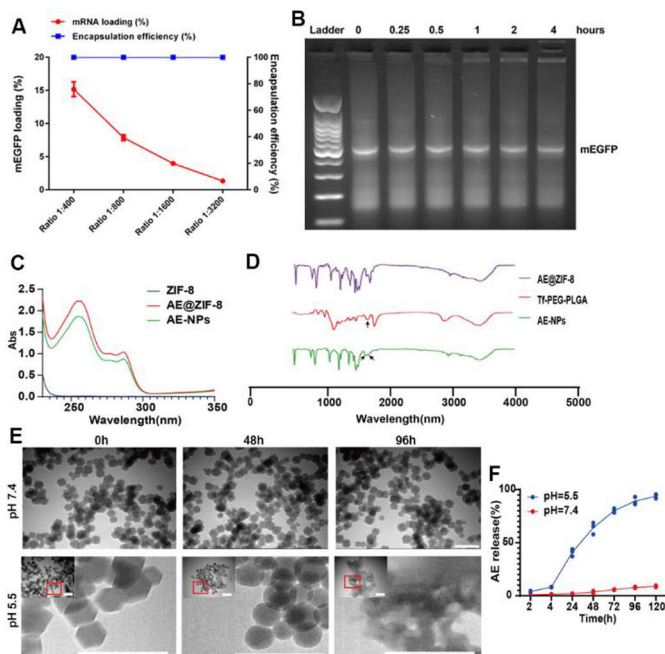 A
mRNA loading (%)
Encapsulation efficiency (%)
mEGFP loading (%)
20
15
10
5
0
100
80
60
40
20
0
Encapsulation efficiency (%)
Ratio 1:400
Ratio 1:800
Ratio 1:1600
Ratio 1:3200
B
Ladder 0 0.25 0.5 1 2 4 hours
mEGFP
C
ZIF-8
AE@ZIF-8
AE-NPs
Abs
2.5
2.0
1.5
1.0
0.5
0.0
250 300 350
Wavelength(nm)
D
AE@ZIF-8
Tf-PEG-PLGA
AE-NPs
1000 2000 3000 4000 5000
Wavelength(nm)
E
0h 48h 96h
pH 7.4
pH 5.5
F
pH=5.5
pH=7.4
AE release(%)
100
50
0
2 4 24 48 72 96 120
Time(h)